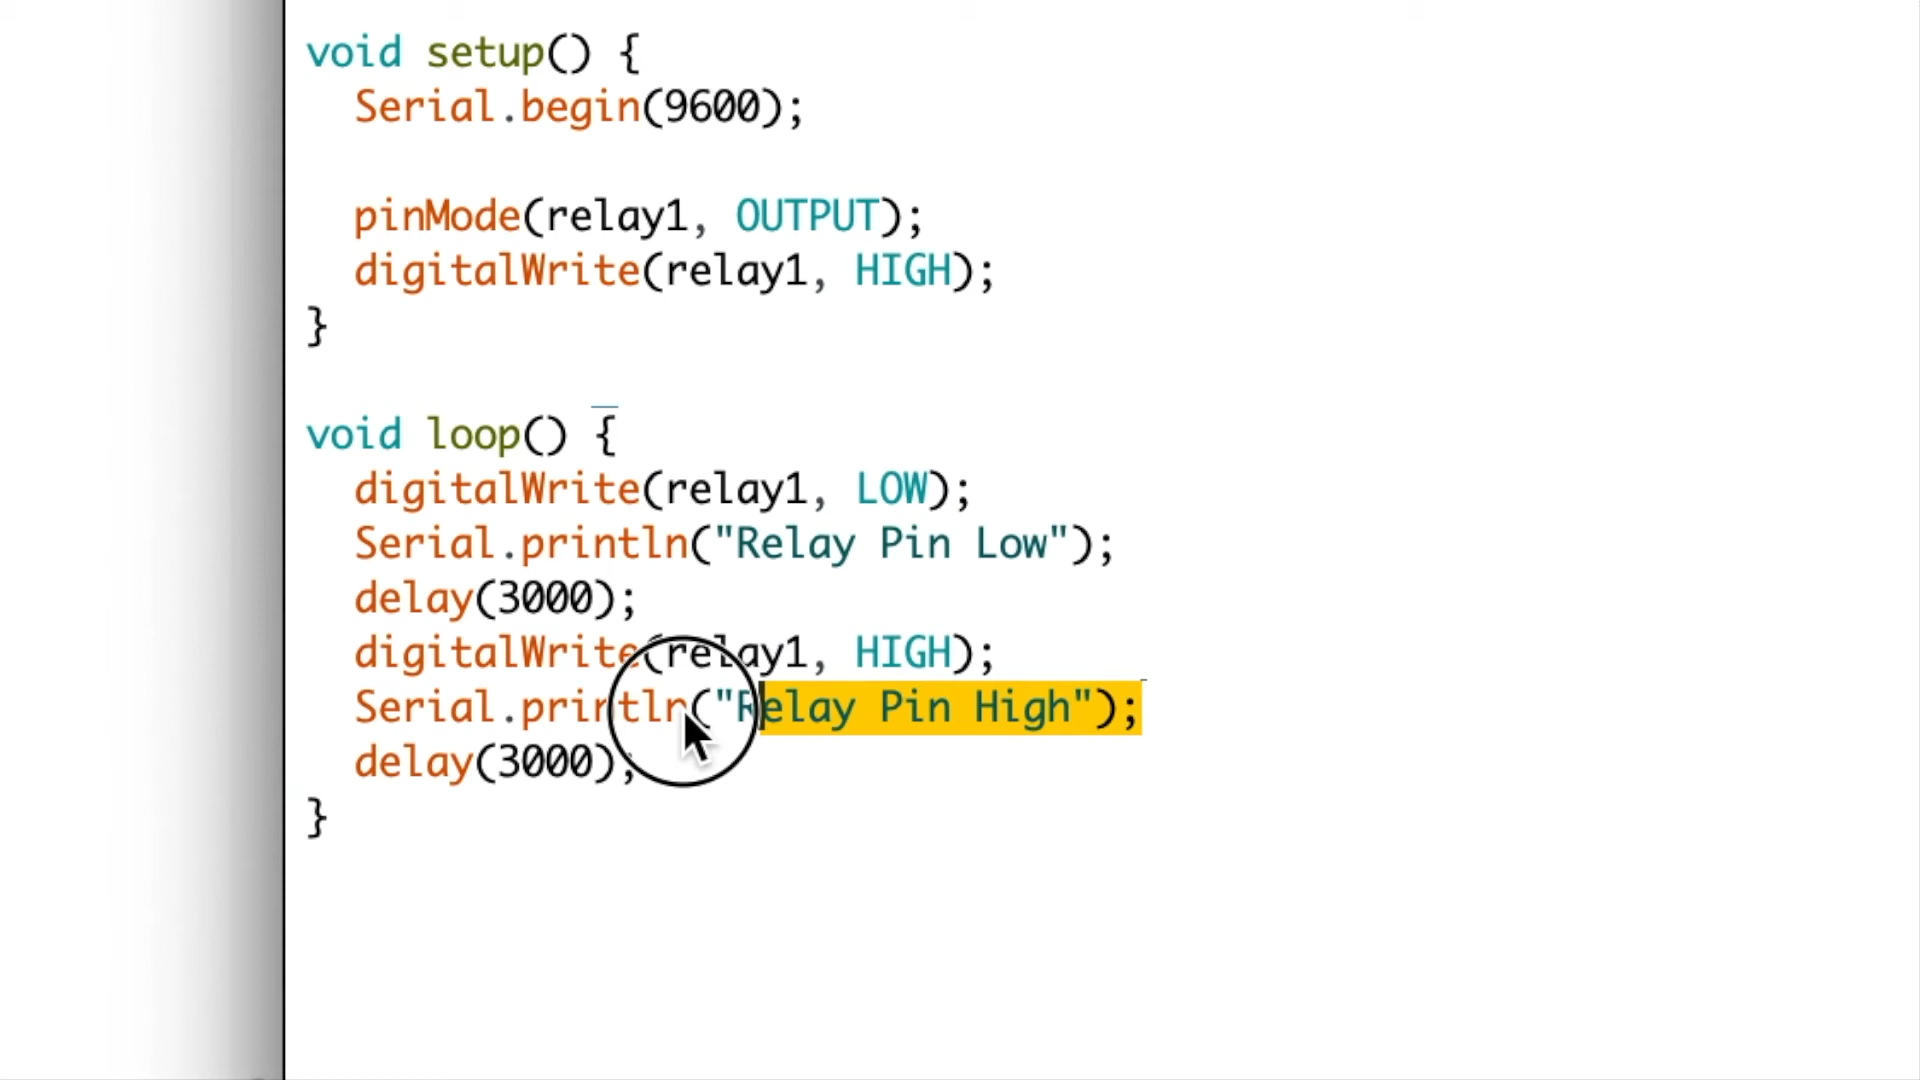 void setup() {
  Serial.begin(9600);

  pinMode(relay1, OUTPUT);
  digitalWrite(relay1, HIGH);
}

void loop() {
  digitalWrite(relay1, LOW);
  Serial.println("Relay Pin Low");
  delay(3000);
  digitalWrite(relay1, HIGH);
  Serial.println("Relay Pin High");
  delay(3000);
}